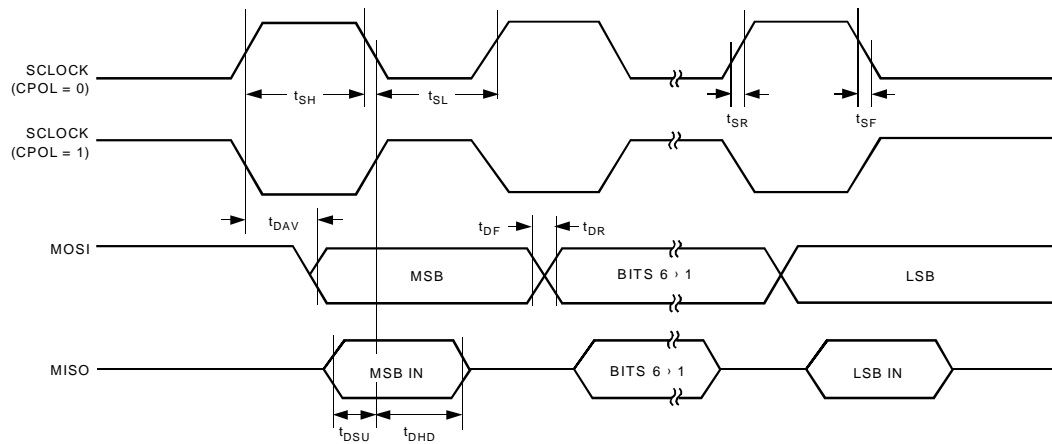 SCLOCK
(CPOL = 0)
tSH
tSL
tSR
tSF
SCLOCK
(CPOL = 1)
tDAV
tDF
tDR
MOSI
MSB
BITS 6 › 1
LSB
MISO
MSB IN
BITS 6 › 1
LSB IN
tDSU
tDHD